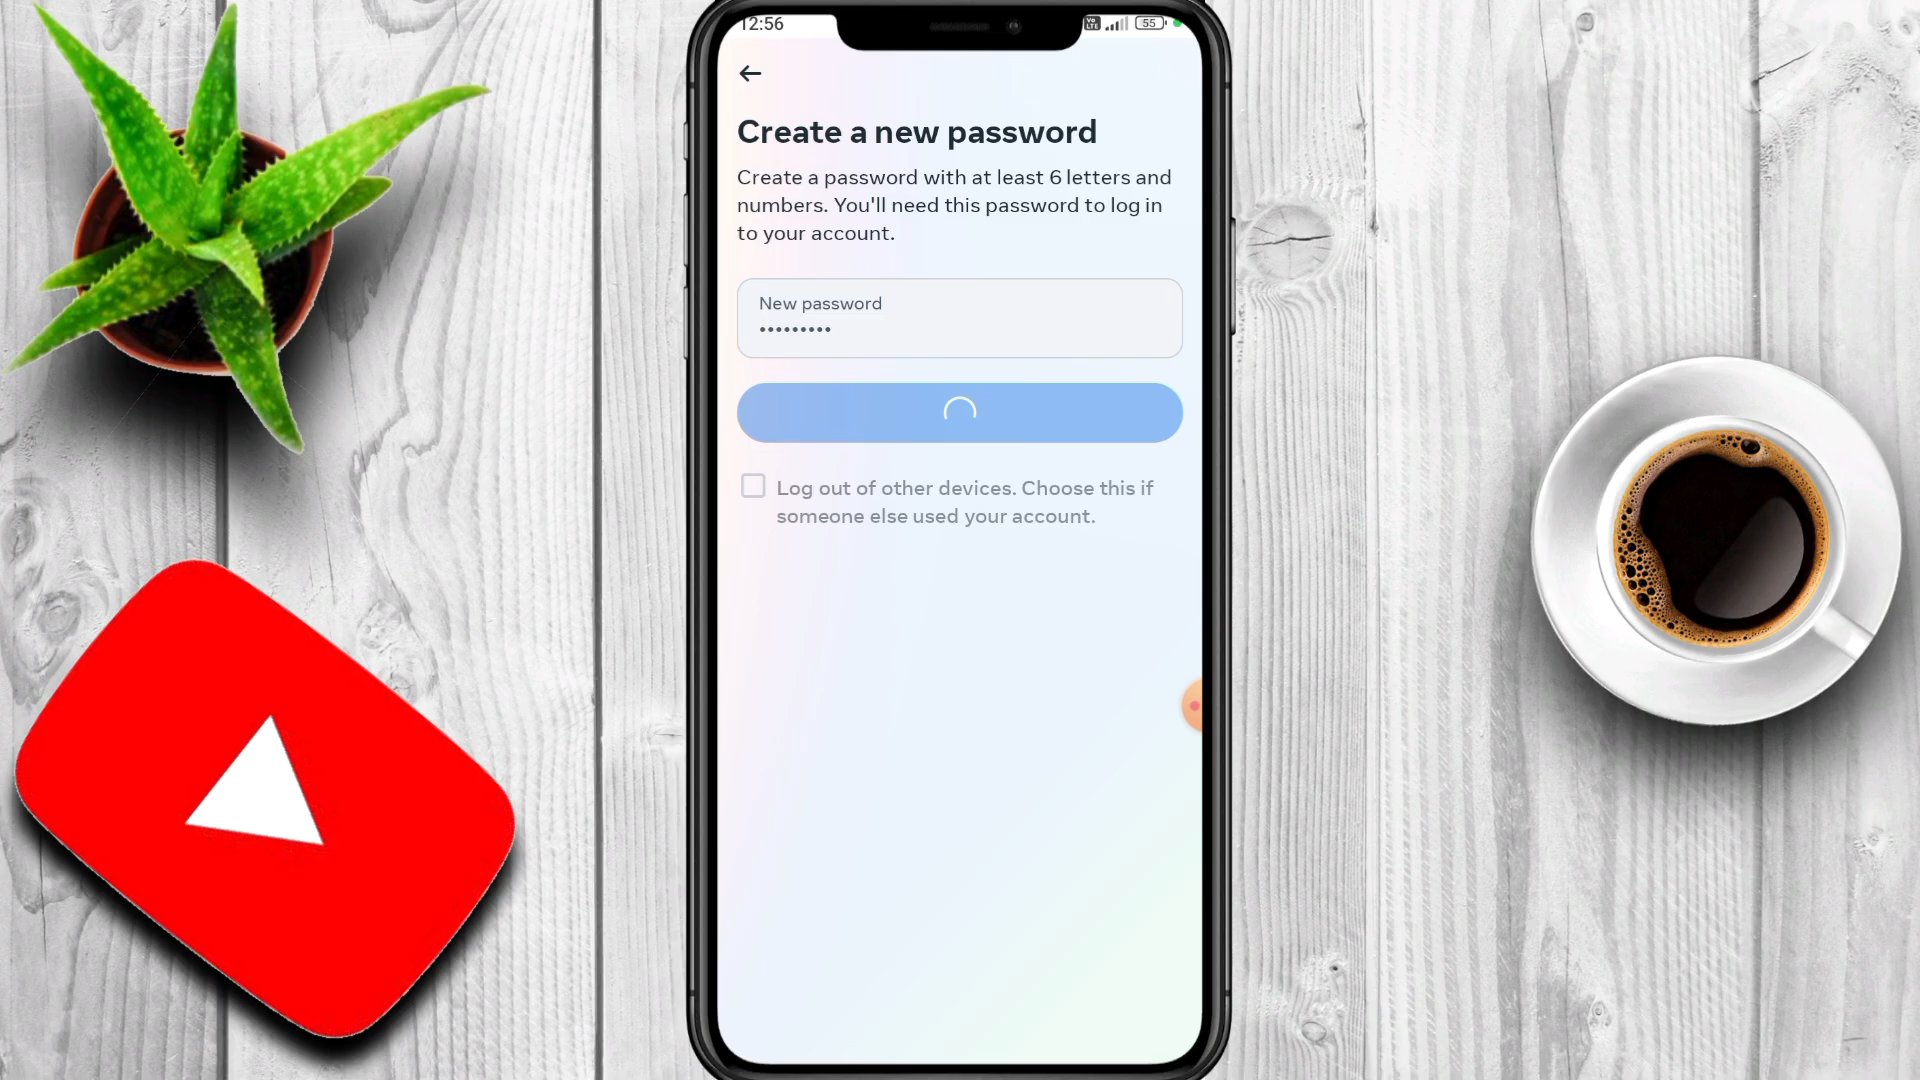 12:56
Vo
LTE
55
Create a new password
Create a password with at least 6 letters and
numbers. You'll need this password to log in
to your account.
New password
•••••••••
Log out of other devices. Choose this if
someone else used your account.